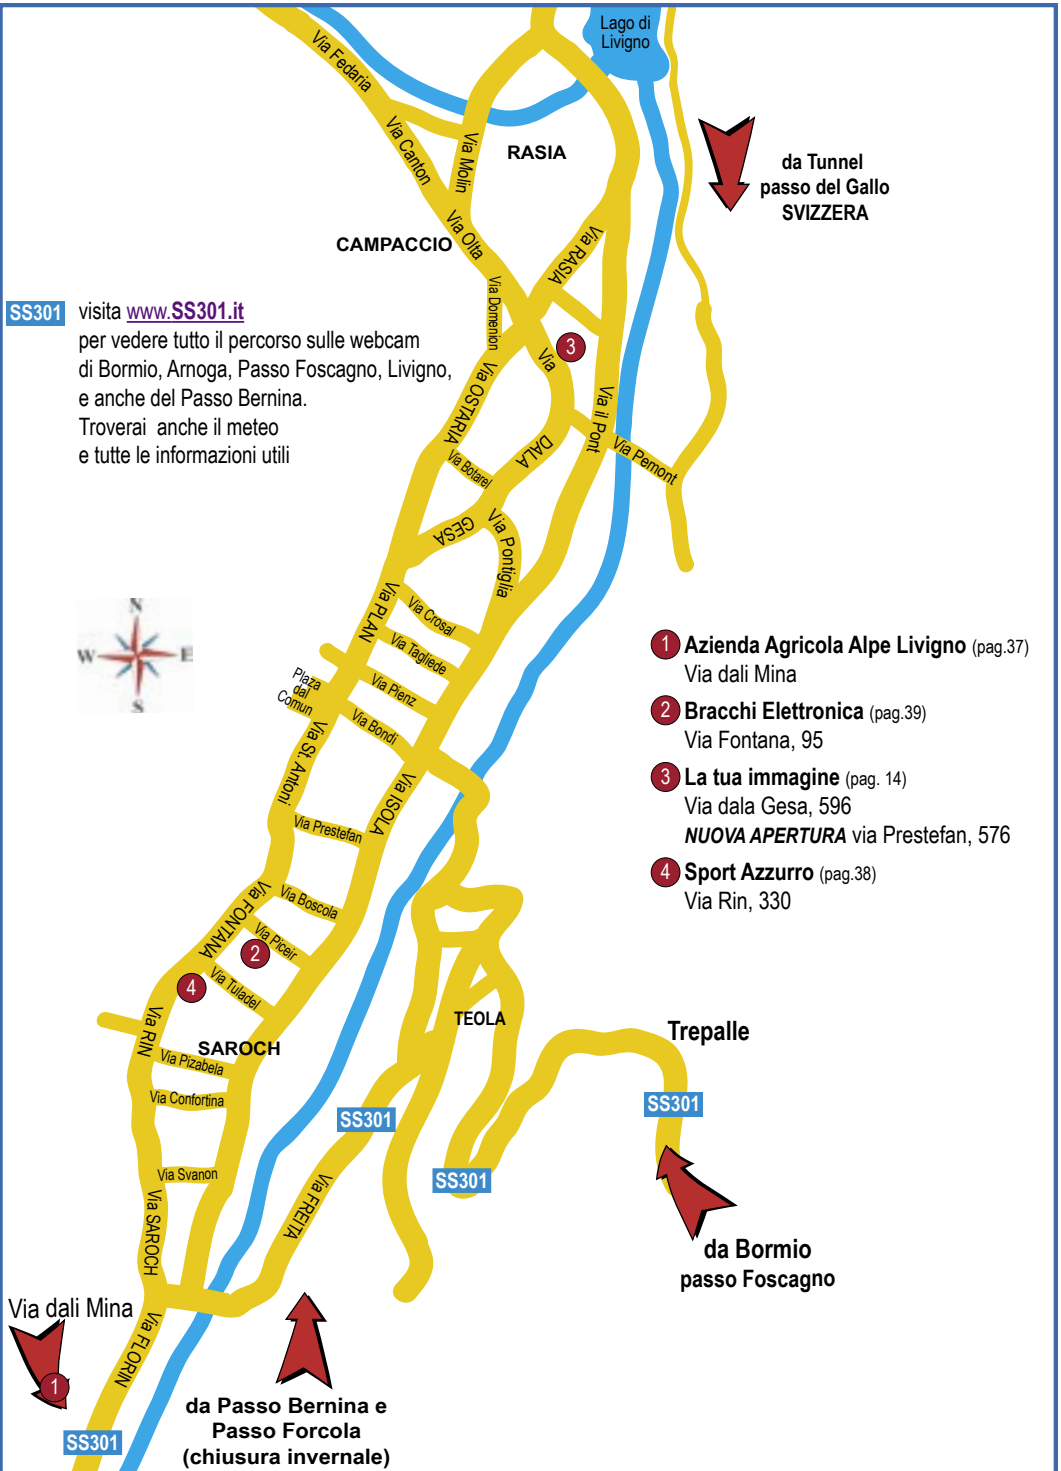 Lago di
Livigno
Via Fedaria
Via Canton
Via Molin
RASIA
da Tunnel
passo del Gallo
SVIZZERA
CAMPACCIO
Via Olta
Via RASIA
Via Domenion
SS301
visita www.SS301.it
per vedere tutto il percorso sulle webcam
di Bormio, Arnoga, Passo Foscagno, Livigno,
e anche del Passo Bernina.
Troverai anche il meteo
e tutte le informazioni utili
3
Via
DALA
GESA
Via OSTARIA
Via il Pont
Via Botarel
Via Pemont
Via Pontiglia
Via PLAN
Via Crosal
Via Tagliede
Via Pienz
Plaza
dal
Comun
Via Bondi
Via St. Antoni
Via ISOLA
Via Prestefan
N
W
E
S
1 Azienda Agricola Alpe Livigno (pag.37)
Via dali Mina
2 Bracchi Elettronica (pag.39)
Via Fontana, 95
3 La tua immagine (pag. 14)
Via dala Gesa, 596
NUOVA APERTURA via Prestefan, 576
4 Sport Azzurro (pag.38)
Via Rin, 330
Via FONTANA
Via Boscola
Via Piceir
2
Via Tuladel
4
Via RIN
SAROCH
Via Pizabela
Via Confortina
TEOLA
Trepalle
SS301
SS301
SS301
Via Svanon
Via SAROCH
Via FREITA
da Bormio
passo Foscagno
Via dali Mina
1
Via FLORIN
SS301
da Passo Bernina e
Passo Forcola
(chiusura invernale)